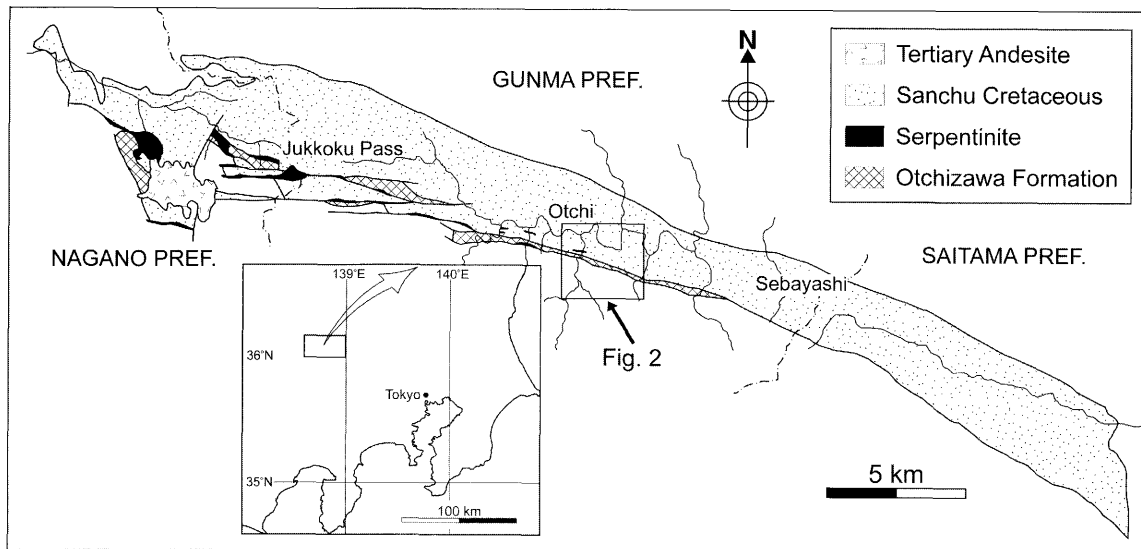 GUNMA PREF.
N
Tertiary Andesite
Sanchu Cretaceous
Serpentinite
Otchizawa Formation
Jukkoku Pass
Otchi
NAGANO PREF.
SAITAMA PREF.
Sebayashi
Fig. 2
139°E
140°E
36°N
Tokyo
35°N
100 km
5 km